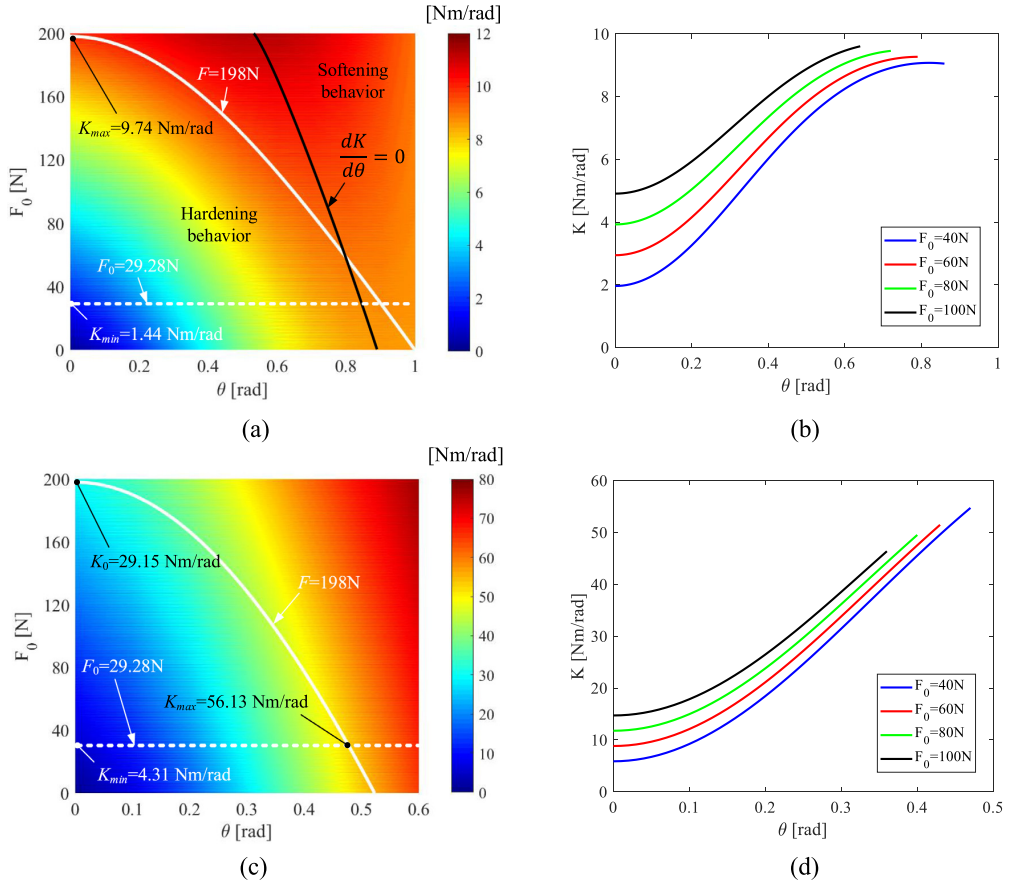 [Nm/rad]
200
160
120
80
40
0
F0 [N]
0
0.2
0.4
0.6
0.8
1
θ [rad]
12
10
8
6
4
2
0
Softening
behavior
F=198N
Kmax=9.74 Nm/rad
dK/dθ = 0
Hardening
behavior
F0=29.28N
Kmin=1.44 Nm/rad
(a)
10
8
6
4
2
0
K [Nm/rad]
0
0.2
0.4
0.6
0.8
1
θ [rad]
F0=40N
F0=60N
F0=80N
F0=100N
(b)
[Nm/rad]
200
160
120
80
40
0
F0 [N]
0
0.1
0.2
0.3
0.4
0.5
0.6
θ [rad]
80
70
60
50
40
30
20
10
0
K0=29.15 Nm/rad
F=198N
F0=29.28N
Kmax=56.13 Nm/rad
Kmin=4.31 Nm/rad
(c)
60
50
40
30
20
10
0
K [Nm/rad]
0
0.1
0.2
0.3
0.4
0.5
θ [rad]
F0=40N
F0=60N
F0=80N
F0=100N
(d)